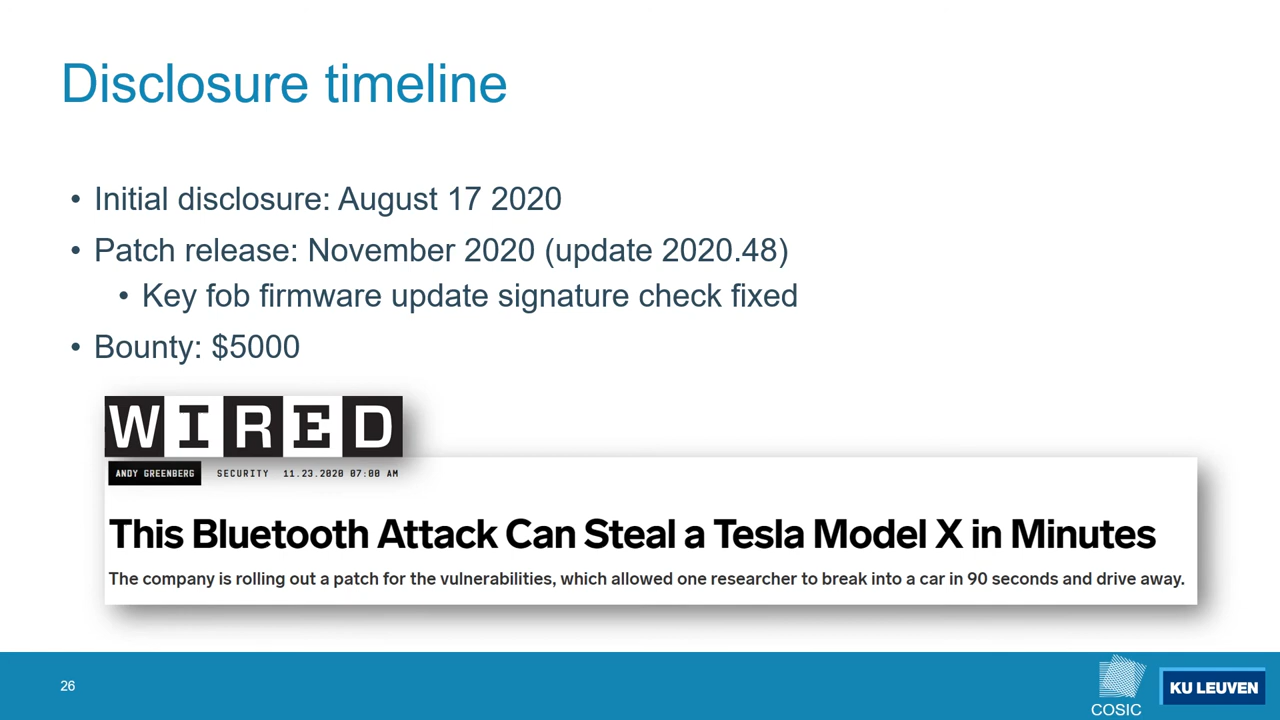 Disclosure timeline
• Initial disclosure: August 17 2020
• Patch release: November 2020 (update 2020.48)
• Key fob firmware update signature check fixed
• Bounty: $5000
WIRED
ANDY GREENBERG SECURITY 11.23.2020 07:00 AM
This Bluetooth Attack Can Steal a Tesla Model X in Minutes
The company is rolling out a patch for the vulnerabilities, which allowed one researcher to break into a car in 90 seconds and drive away.
26
COSIC
KU LEUVEN